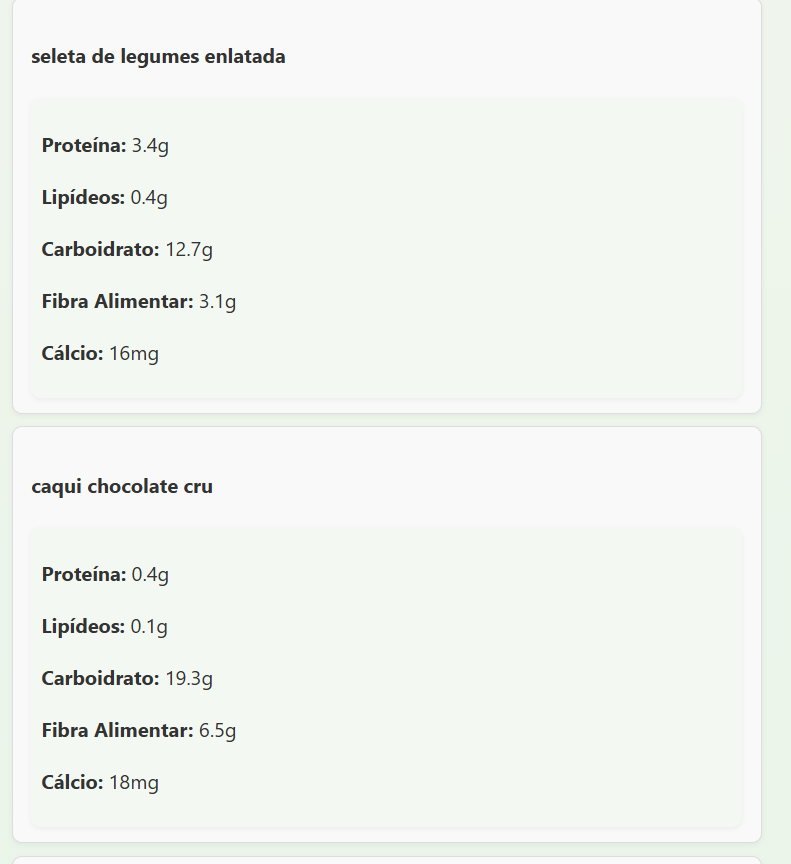 seleta de legumes enlatada
Proteína: 3.4g
Lipídeos: 0.4g
Carboidrato: 12.7g
Fibra Alimentar: 3.1g
Cálcio: 16mg
caqui chocolate cru
Proteína: 0.4g
Lipídeos: 0.1g
Carboidrato: 19.3g
Fibra Alimentar: 6.5g
Cálcio: 18mg